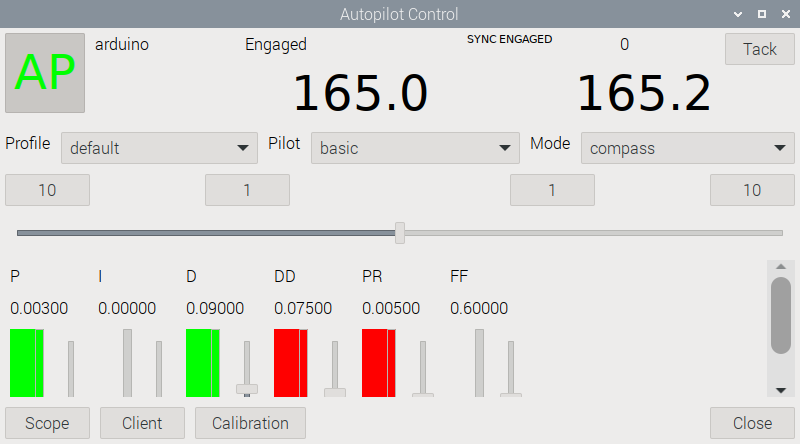 Autopilot Control
AP arduino Engaged SYNC ENGAGED 0 Tack
165.0 165.2
Profile default Pilot basic Mode compass
10 1 1 10
P I D DD PR FF
0.00300 0.00000 0.09000 0.07500 0.00500 0.60000
Scope Client Calibration Close